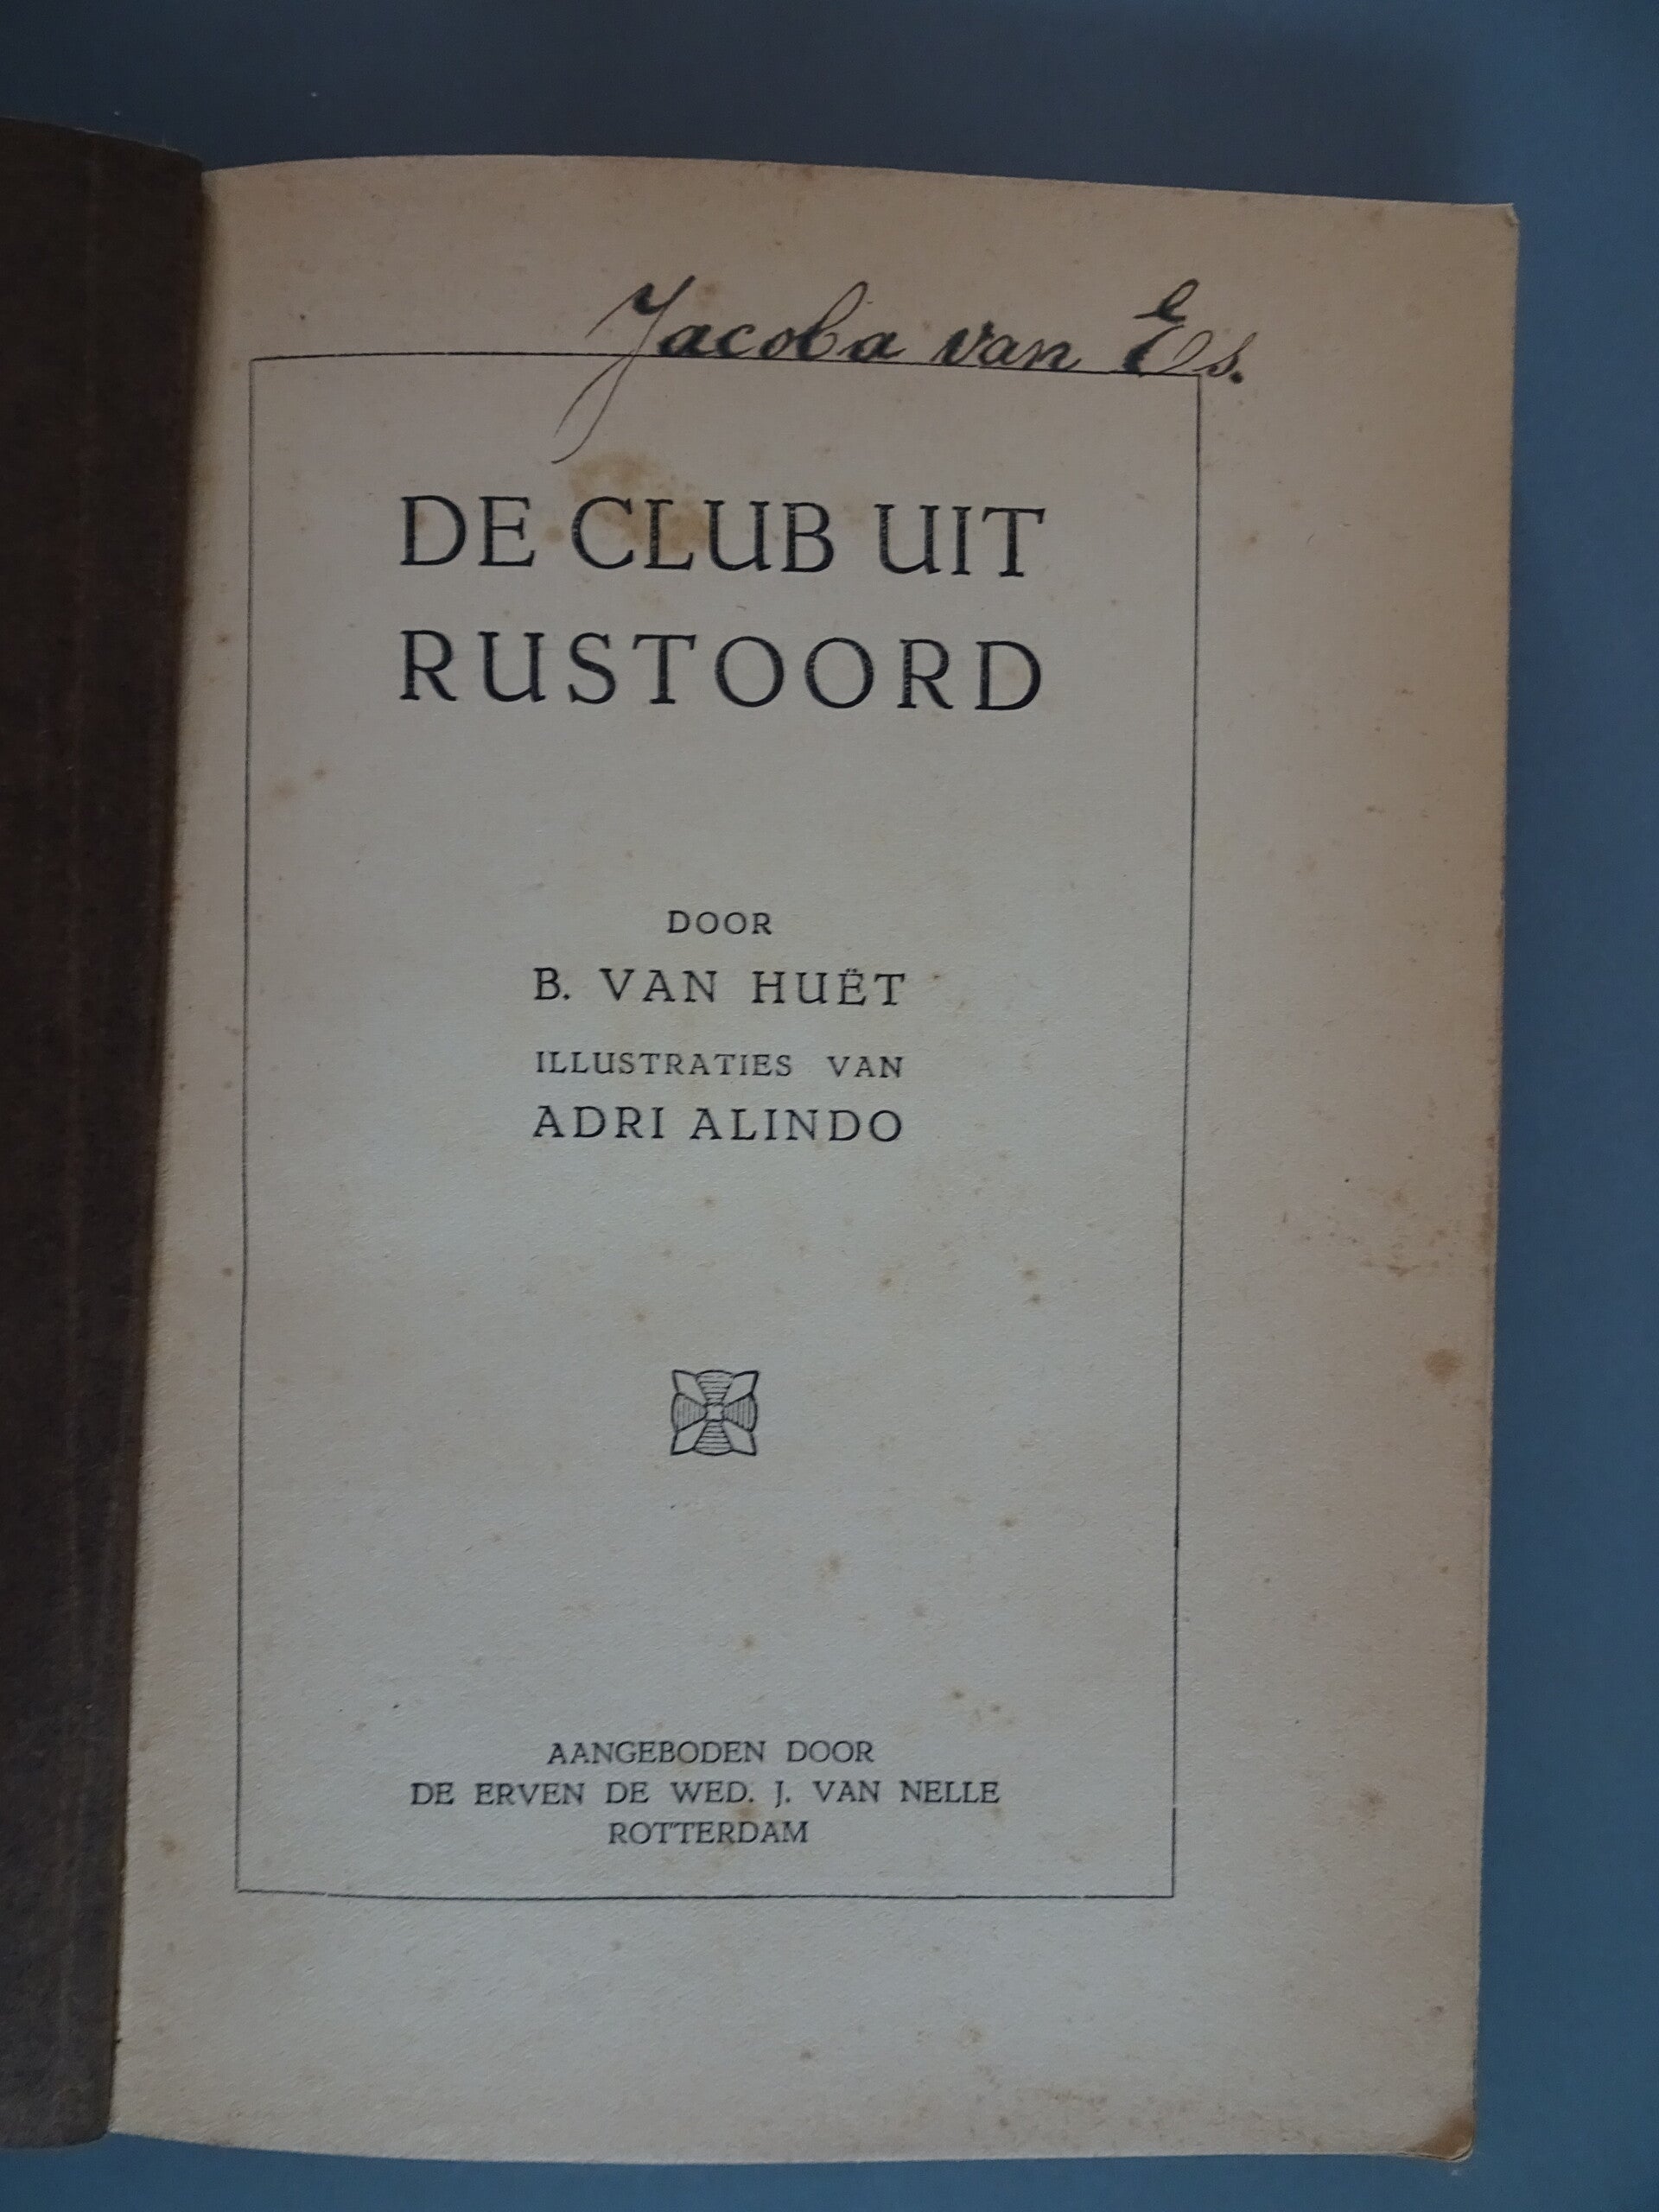 Jacoba van Es.
DE CLUB UIT
RUSTOORD
DOOR
B. VAN HUËT
ILLUSTRATIES VAN
ADRI ALINDO
AANGEBODEN DOOR
DE ERVEN DE WED. J. VAN NELLE
ROTTERDAM